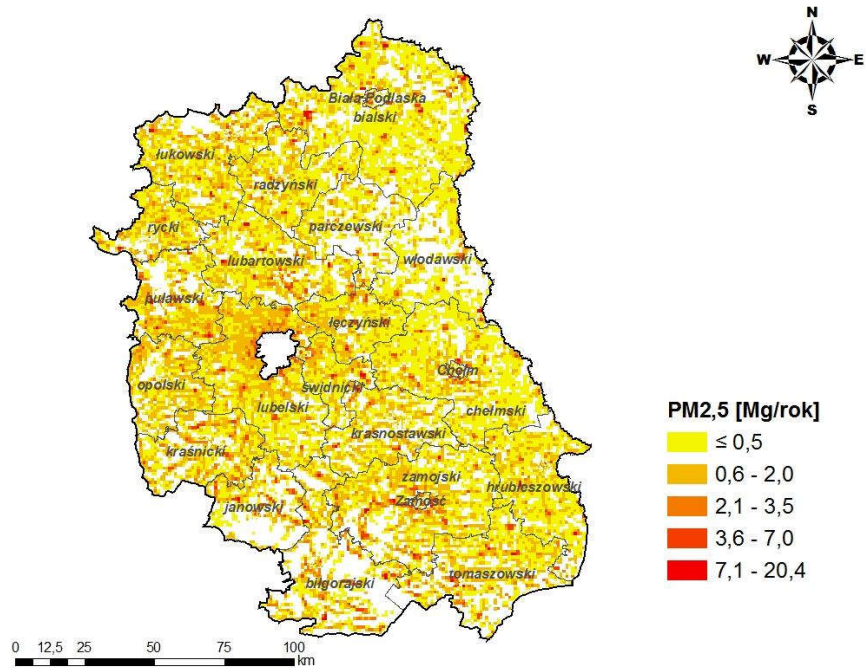 N
W E
S
Biała Podlaska
bialski
łukowski
radzyński
rycki
parczewski
lubartowski
włodawski
puławski
łęczyński
Chełm
opolski
świdnicki
lubelski
chełmski
krasnostawski
kraśnicki
zamojski
hrubieszowski
Zamość
janowski
biłgorajski
tomaszowski
PM2,5 [Mg/rok]
≤ 0,5
0,6 - 2,0
2,1 - 3,5
3,6 - 7,0
7,1 - 20,4
0 12,5 25 50 75 100
km